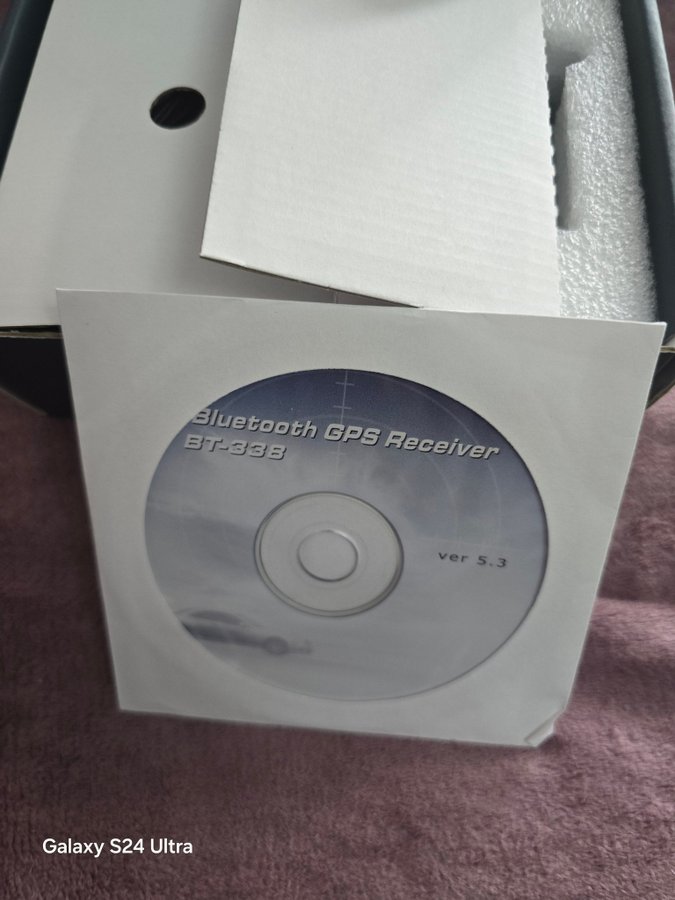 Bluetooth GPS Receiver
BT-338
ver 5.3
Galaxy S24 Ultra